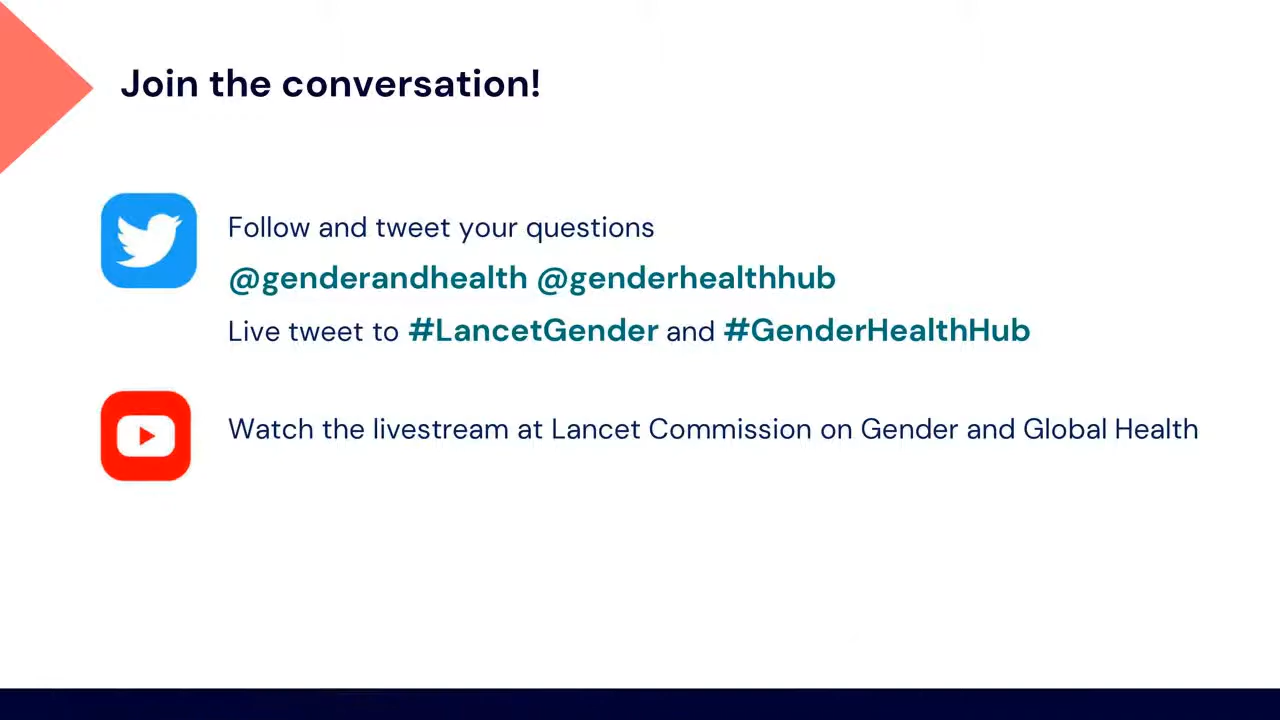 Join the conversation!
Follow and tweet your questions
@genderandhealth @genderhealthhub
Live tweet to #LancetGender and #GenderHealthHub
Watch the livestream at Lancet Commission on Gender and Global Health